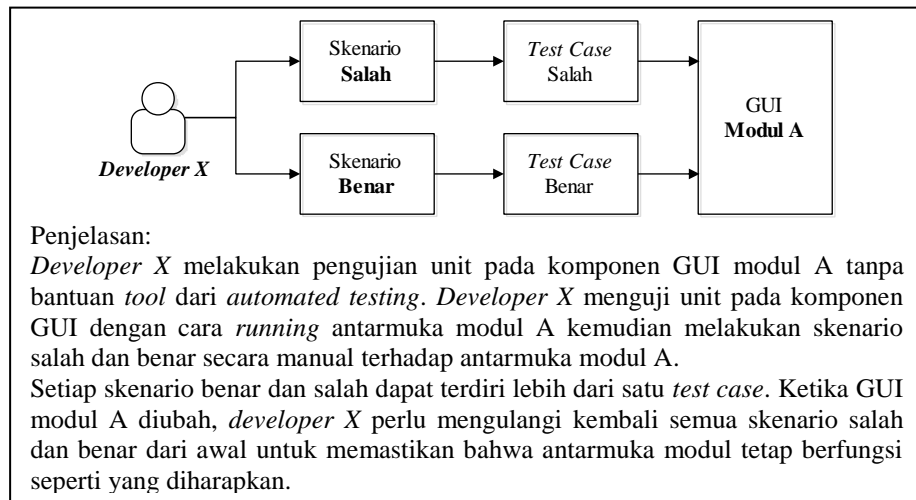 Skenario
Salah
Test Case
Salah
GUI
Modul A
Developer X
Skenario
Benar
Test Case
Benar
Penjelasan:
Developer X melakukan pengujian unit pada komponen GUI modul A tanpa
bantuan tool dari automated testing. Developer X menguji unit pada komponen
GUI dengan cara running antarmuka modul A kemudian melakukan skenario
salah dan benar secara manual terhadap antarmuka modul A.
Setiap skenario benar dan salah dapat terdiri lebih dari satu test case. Ketika GUI
modul A diubah, developer X perlu mengulangi kembali semua skenario salah
dan benar dari awal untuk memastikan bahwa antarmuka modul tetap berfungsi
seperti yang diharapkan.